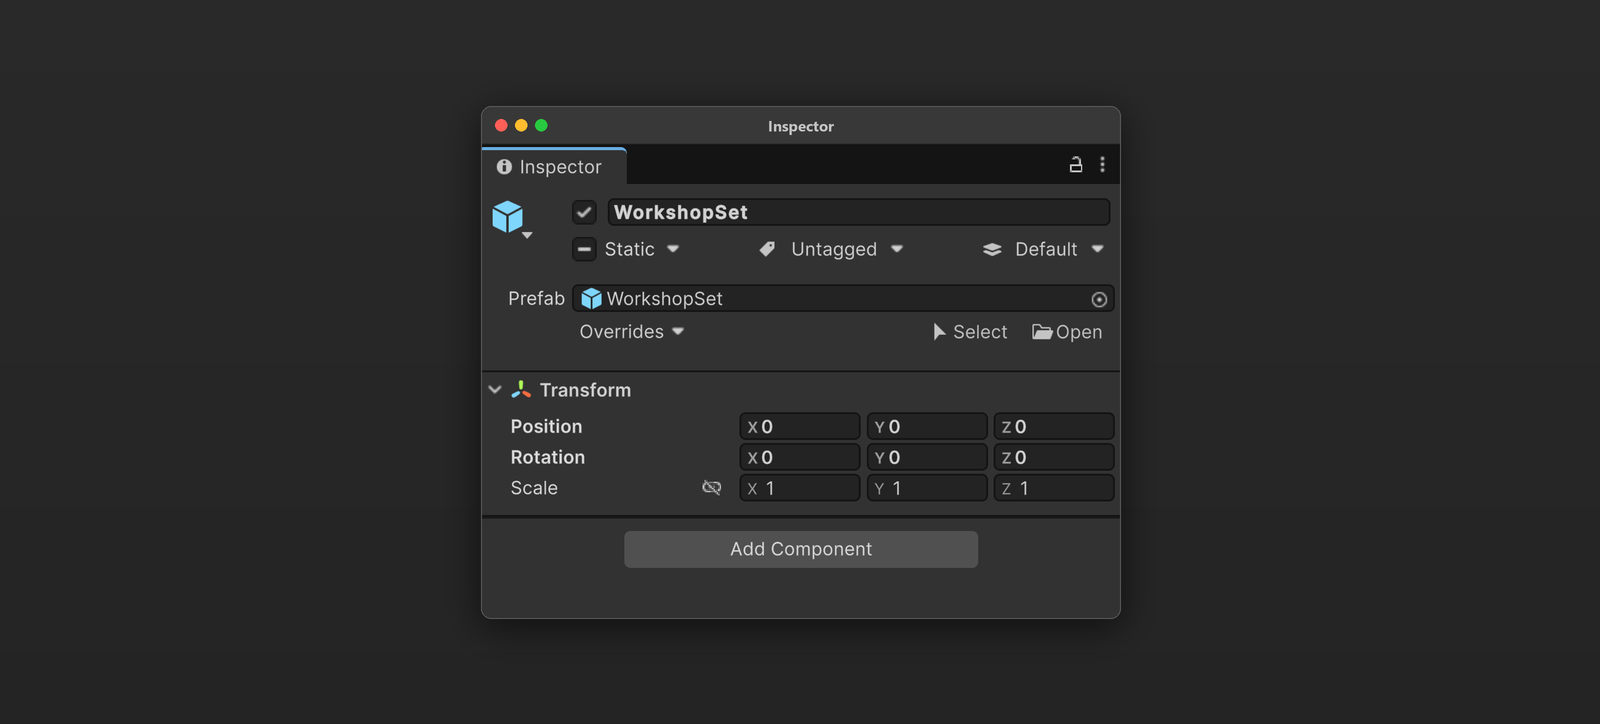 Inspector
Inspector
WorkshopSet
Static Untagged Default
Prefab WorkshopSet
Overrides Select Open
Transform
Position X 0 Y 0 Z 0
Rotation X 0 Y 0 Z 0
Scale X 1 Y 1 Z 1
Add Component